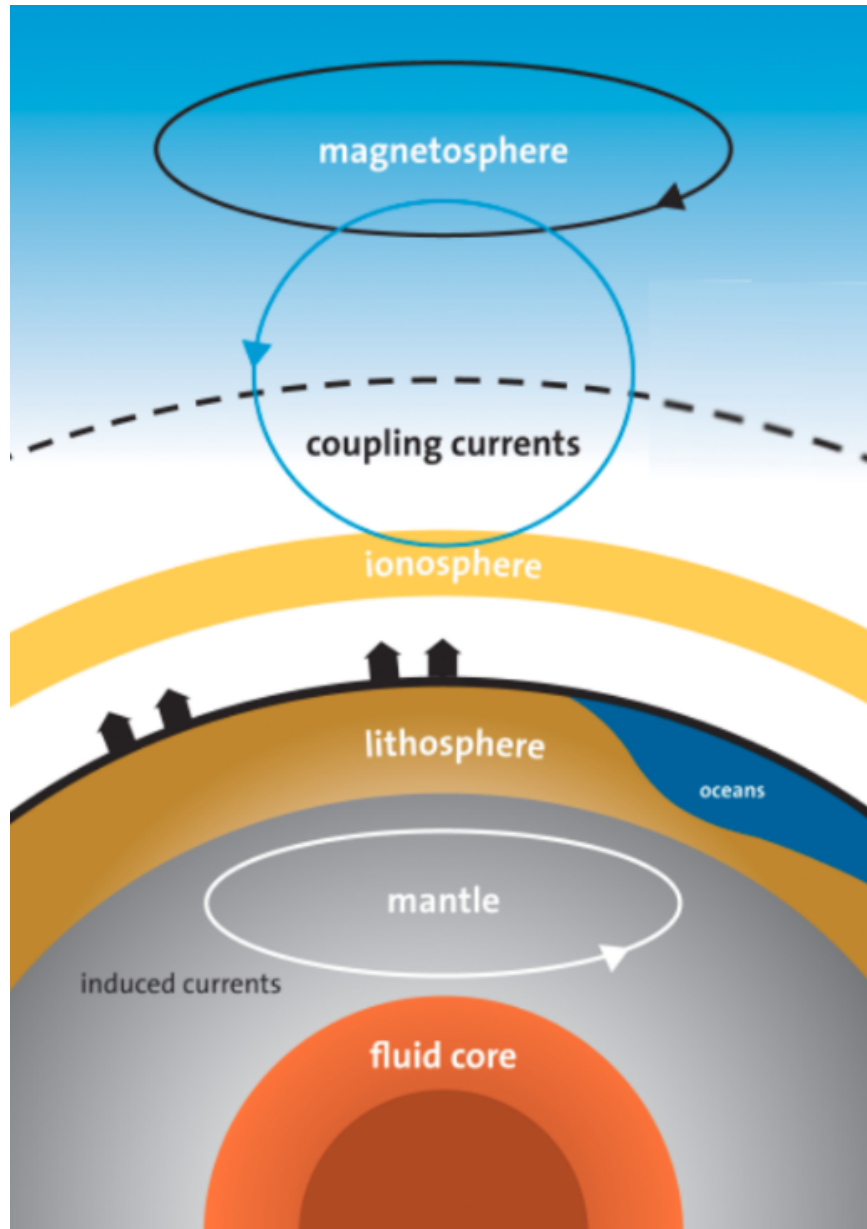 magnetosphere
coupling currents
ionosphere
lithosphere
oceans
mantle
induced currents
fluid core